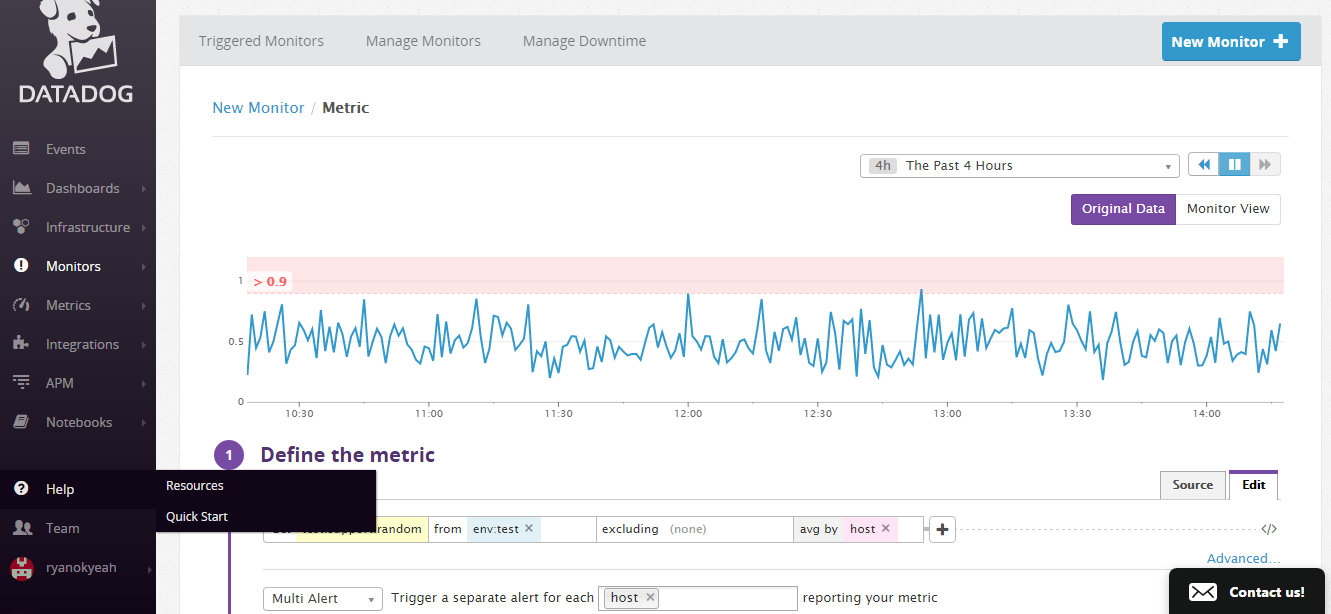 DATADOG
Events
Dashboards
Infrastructure
Monitors
Metrics
Integrations
APM
Notebooks
Help
Team
ryanokyeah
Resources
Quick Start
Triggered Monitors Manage Monitors Manage Downtime New Monitor +
New Monitor / Metric
4h The Past 4 Hours
Original Data Monitor View
1 > 0.9
0.5
0
10:30 11:00 11:30 12:00 12:30 13:00 13:30 14:00
1 Define the metric
Source Edit
random from env:test × excluding (none) avg by host × + </>
Advanced...
Multi Alert Trigger a separate alert for each host × reporting your metric
Contact us!